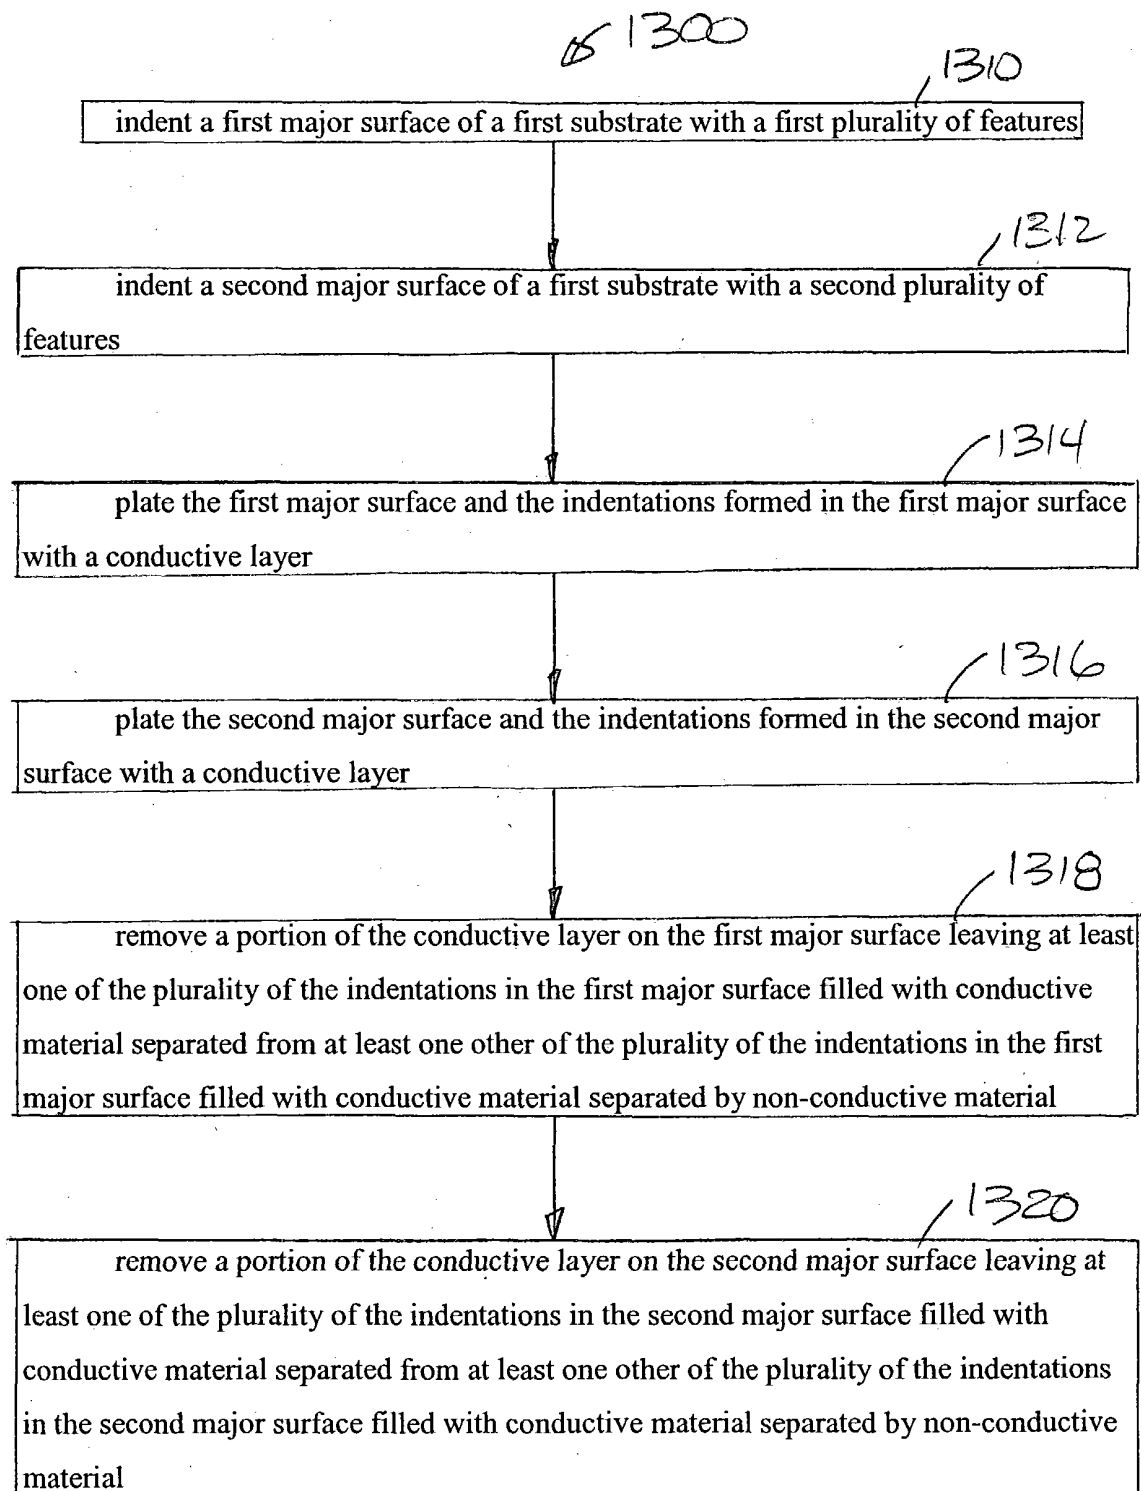 1300
1310
indent a first major surface of a first substrate with a first plurality of features
1312
indent a second major surface of a first substrate with a second plurality of
features
1314
plate the first major surface and the indentations formed in the first major surface
with a conductive layer
1316
plate the second major surface and the indentations formed in the second major
surface with a conductive layer
1318
remove a portion of the conductive layer on the first major surface leaving at least
one of the plurality of the indentations in the first major surface filled with conductive
material separated from at least one other of the plurality of the indentations in the first
major surface filled with conductive material separated by non-conductive material
1320
remove a portion of the conductive layer on the second major surface leaving at
least one of the plurality of the indentations in the second major surface filled with
conductive material separated from at least one other of the plurality of the indentations
in the second major surface filled with conductive material separated by non-conductive
material